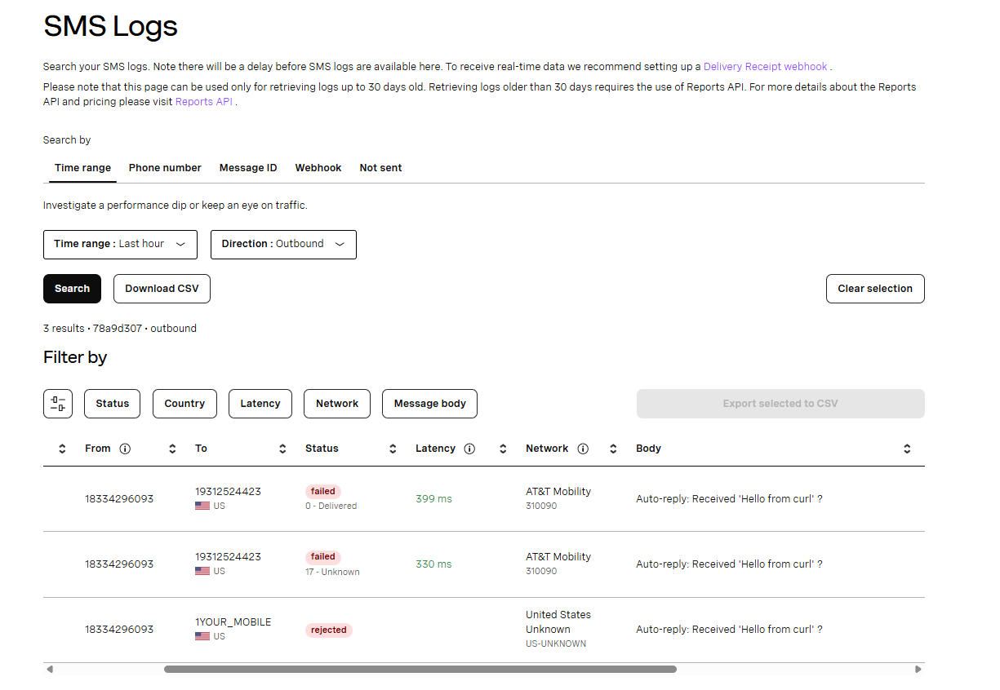 SMS Logs
Search your SMS logs. Note there will be a delay before SMS logs are available here. To receive real-time data we recommend setting up a Delivery Receipt webhook .
Please note that this page can be used only for retrieving logs up to 30 days old. Retrieving logs older than 30 days requires the use of Reports API. For more details about the Reports
API and pricing please visit Reports API .
Search by
Time range Phone number Message ID Webhook Not sent
Investigate a performance dip or keep an eye on traffic.
Time range : Last hour Direction : Outbound
Search Download CSV Clear selection
3 results • 78a9d307 • outbound
Filter by
Status Country Latency Network Message body Export selected to CSV
From To Status Latency Network Body
18334296093 19312524423 US failed 0 - Delivered 399 ms AT&T Mobility 310090 Auto-reply: Received 'Hello from curl' ?
18334296093 19312524423 US failed 17 - Unknown 330 ms AT&T Mobility 310090 Auto-reply: Received 'Hello from curl' ?
18334296093 1YOUR_MOBILE US rejected United States Unknown US-UNKNOWN Auto-reply: Received 'Hello from curl' ?